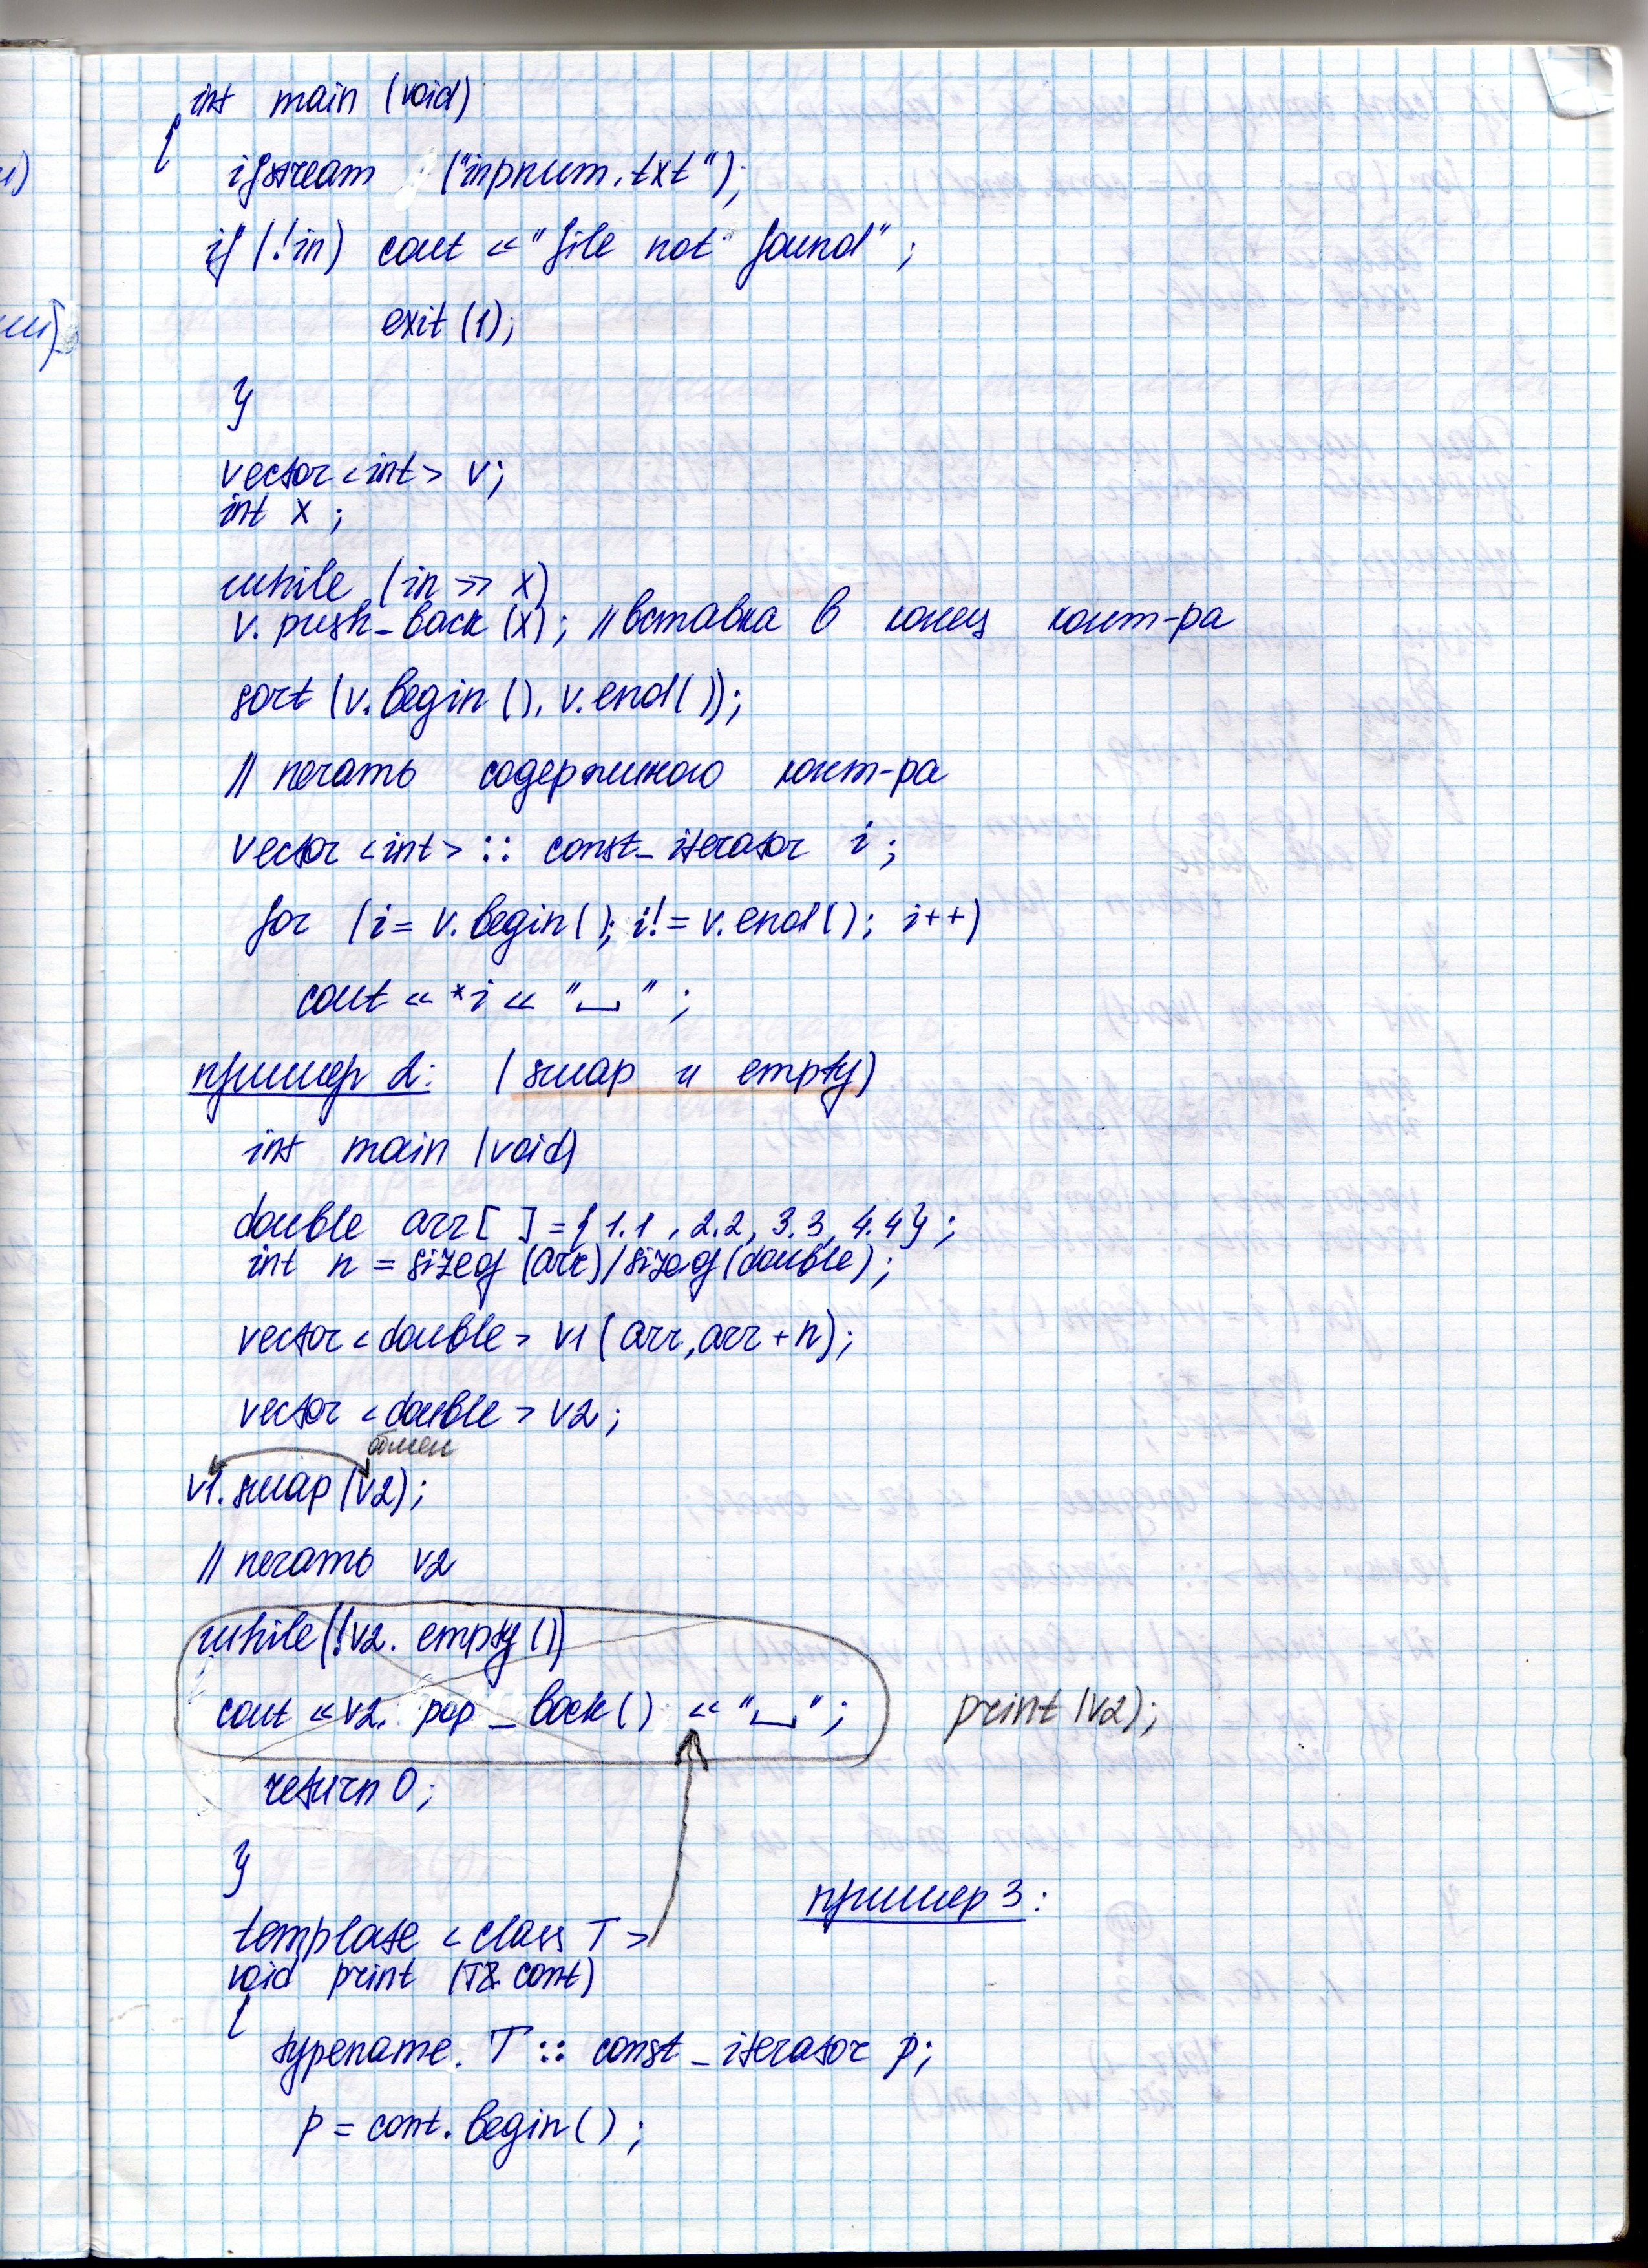 int main (void)
{
ifstream ("inpnum.txt");
if (!in) cout << "file not found";
exit (1);
}
vector <int> v;
int x;
while (in >> x)
v. push_back (x); //вставка в конец конт-ра
sort (v.begin (), v.end());
// печать содержимого конт-ра
vector <int> :: const_iterator i;
for (i = v.begin(); i != v.end(); i++)
cout << *i << "␣";
пример 2: (swap и empty)
int main (void)
double arr[ ] = {1.1, 2.2, 3.3, 4.4};
int n = sizeof (arr)/sizeof(double);
vector <double> v1 (arr, arr + n);
vector <double> v2;
обмен
v1. swap (v2);
// печать v2
while (!v2. empty ())
cout << v2. pop_back() << "␣"; print (v2);
return 0;
}
пример 3:
template <class T>
void print (T& cont)
{
typename T :: const_iterator p;
p = cont. begin ();